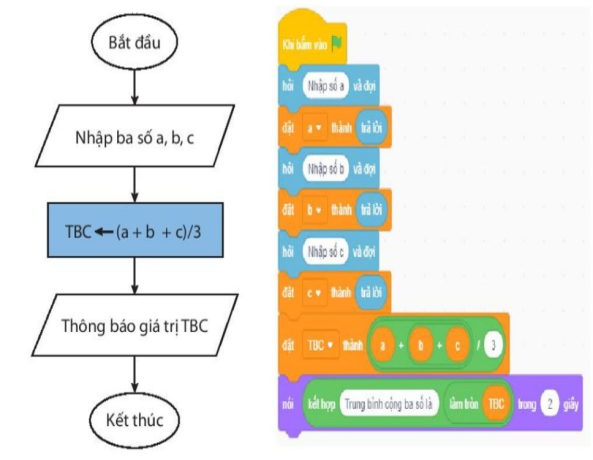 Bắt đầu
Nhập ba số a, b, c
TBC ← (a + b + c)/3
Thông báo giá trị TBC
Kết thúc
Khi bấm vào
hỏi Nhập số a và đợi
đặt a thành trả lời
hỏi Nhập số b và đợi
đặt b thành trả lời
hỏi Nhập số c và đợi
đặt c thành trả lời
đặt TBC thành a + b + c / 3
nói kết hợp Trung bình cộng ba số là làm tròn TBC trong 2 giây